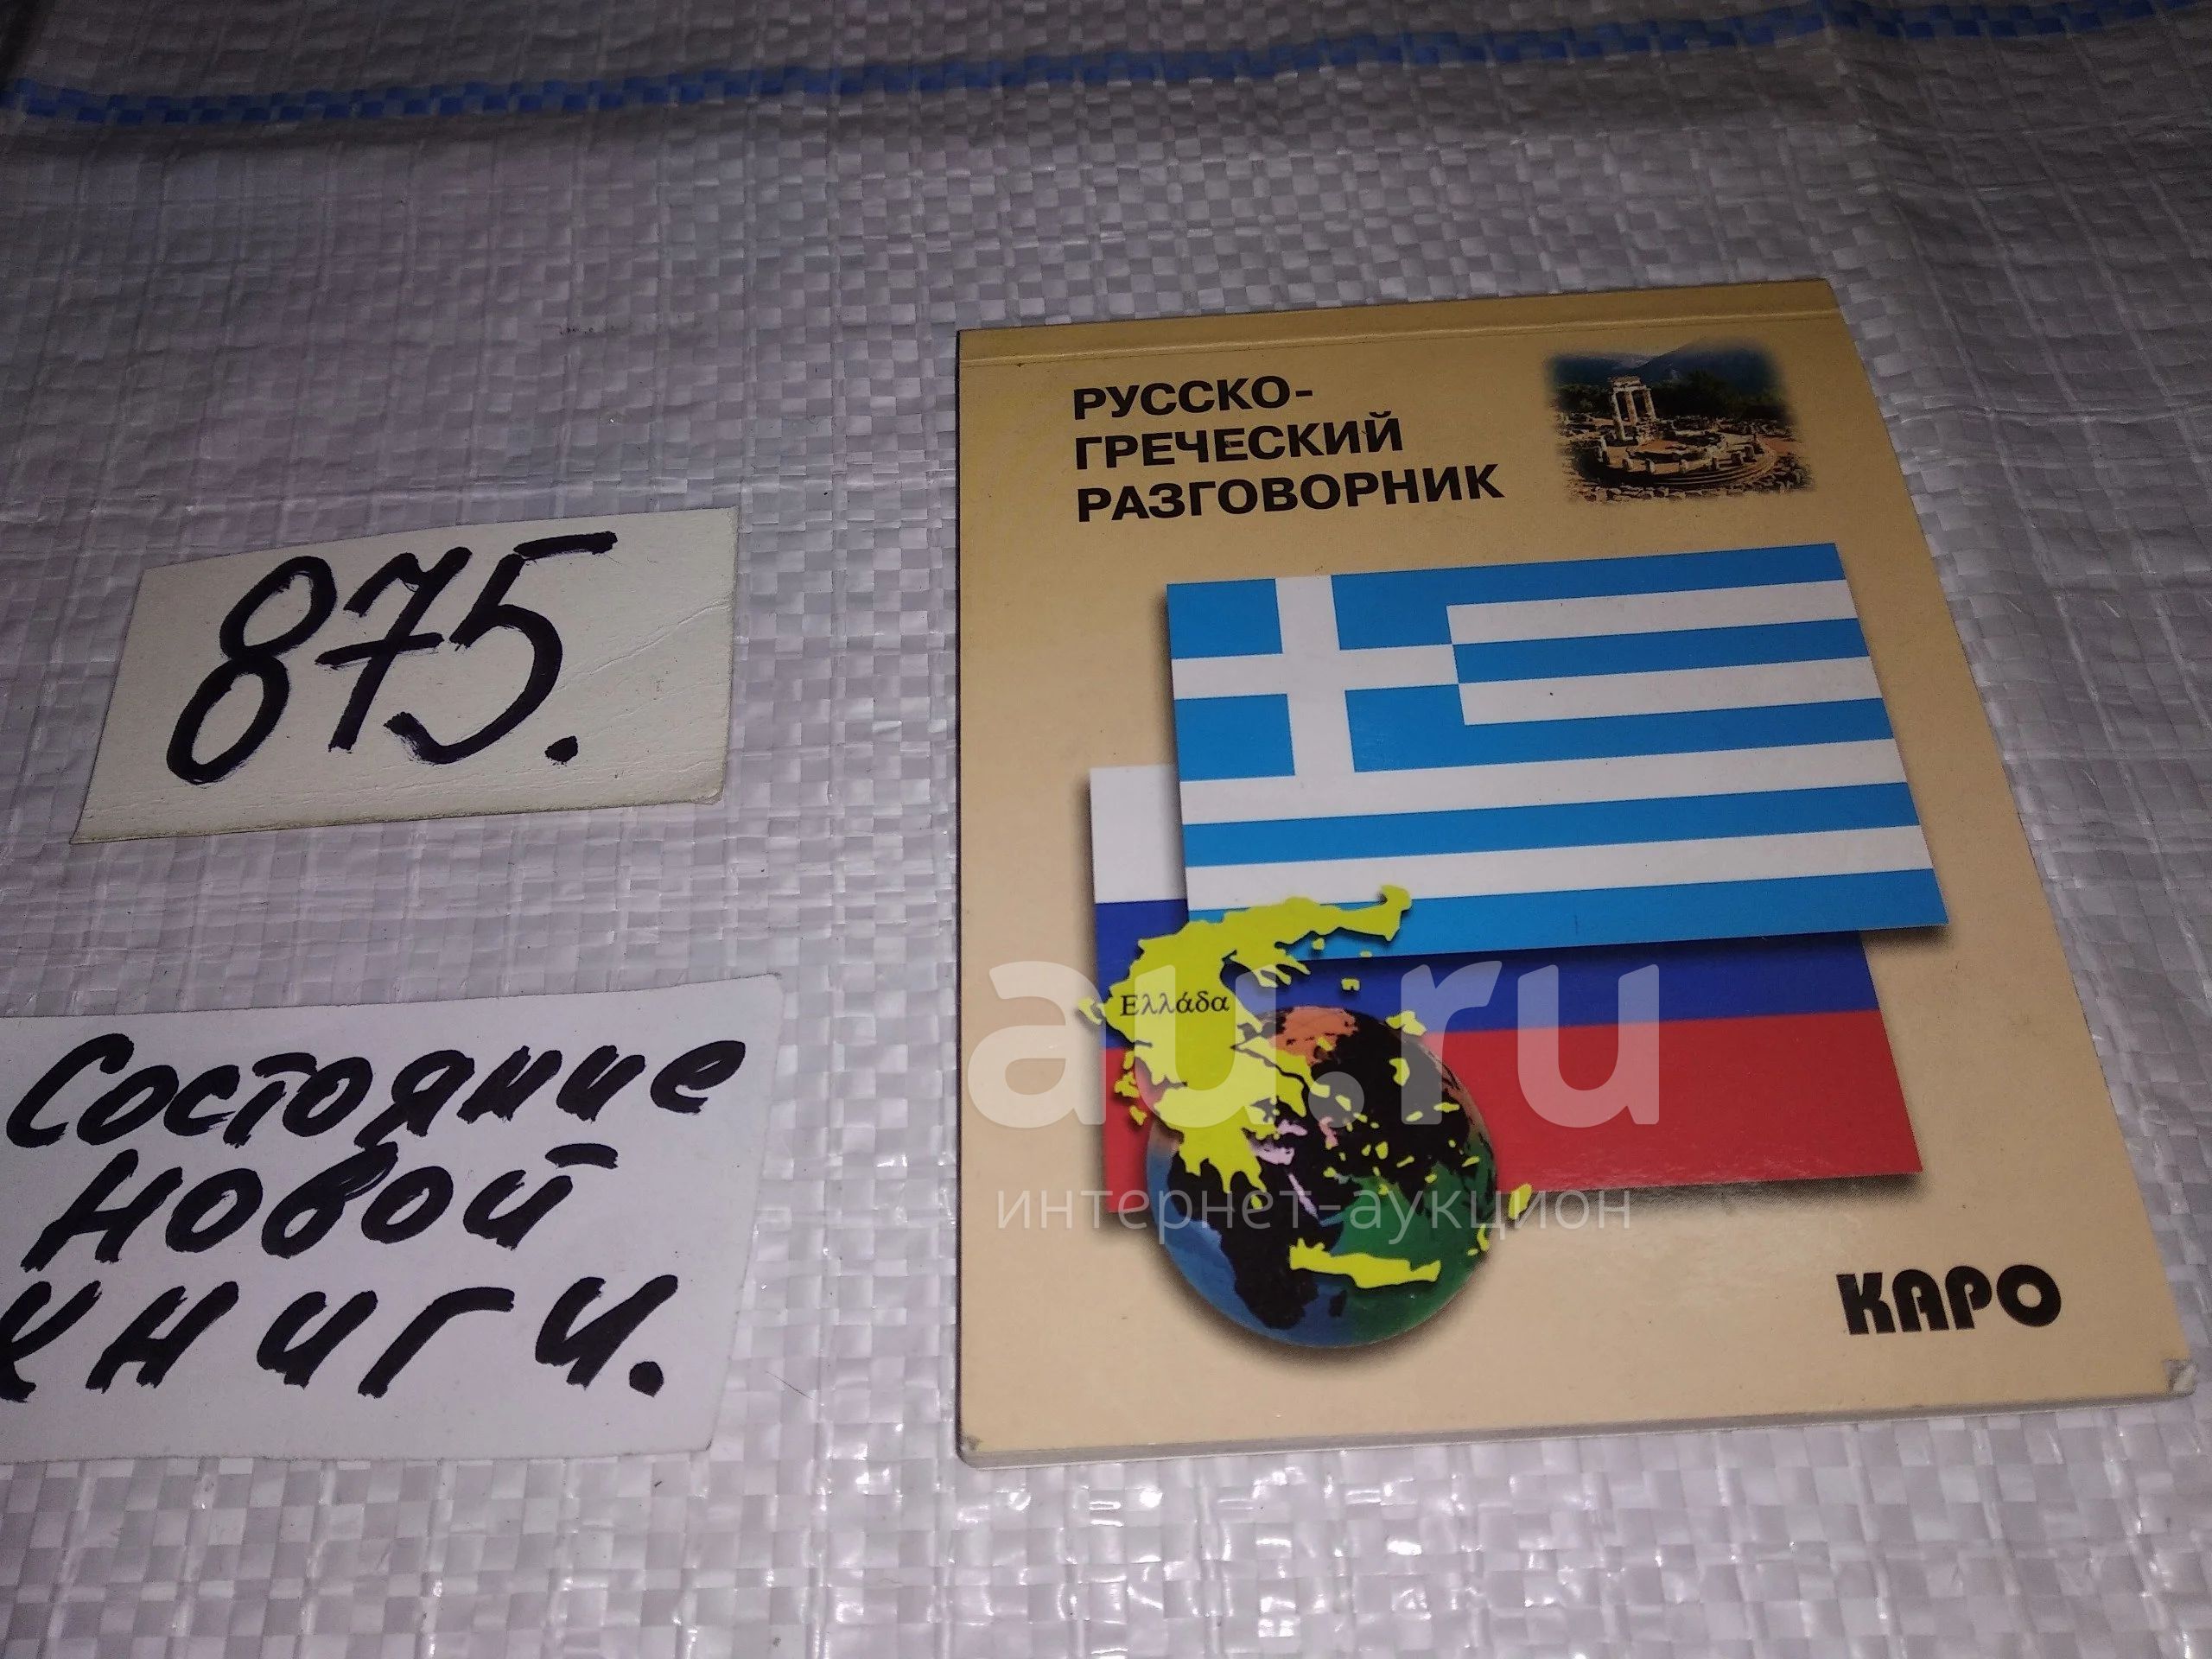 РУССКО-
ГРЕЧЕСКИЙ
РАЗГОВОРНИК
875.
Ελλάδα
au.ru
интернет-аукцион
Состояние
новой
книги.
КАРО